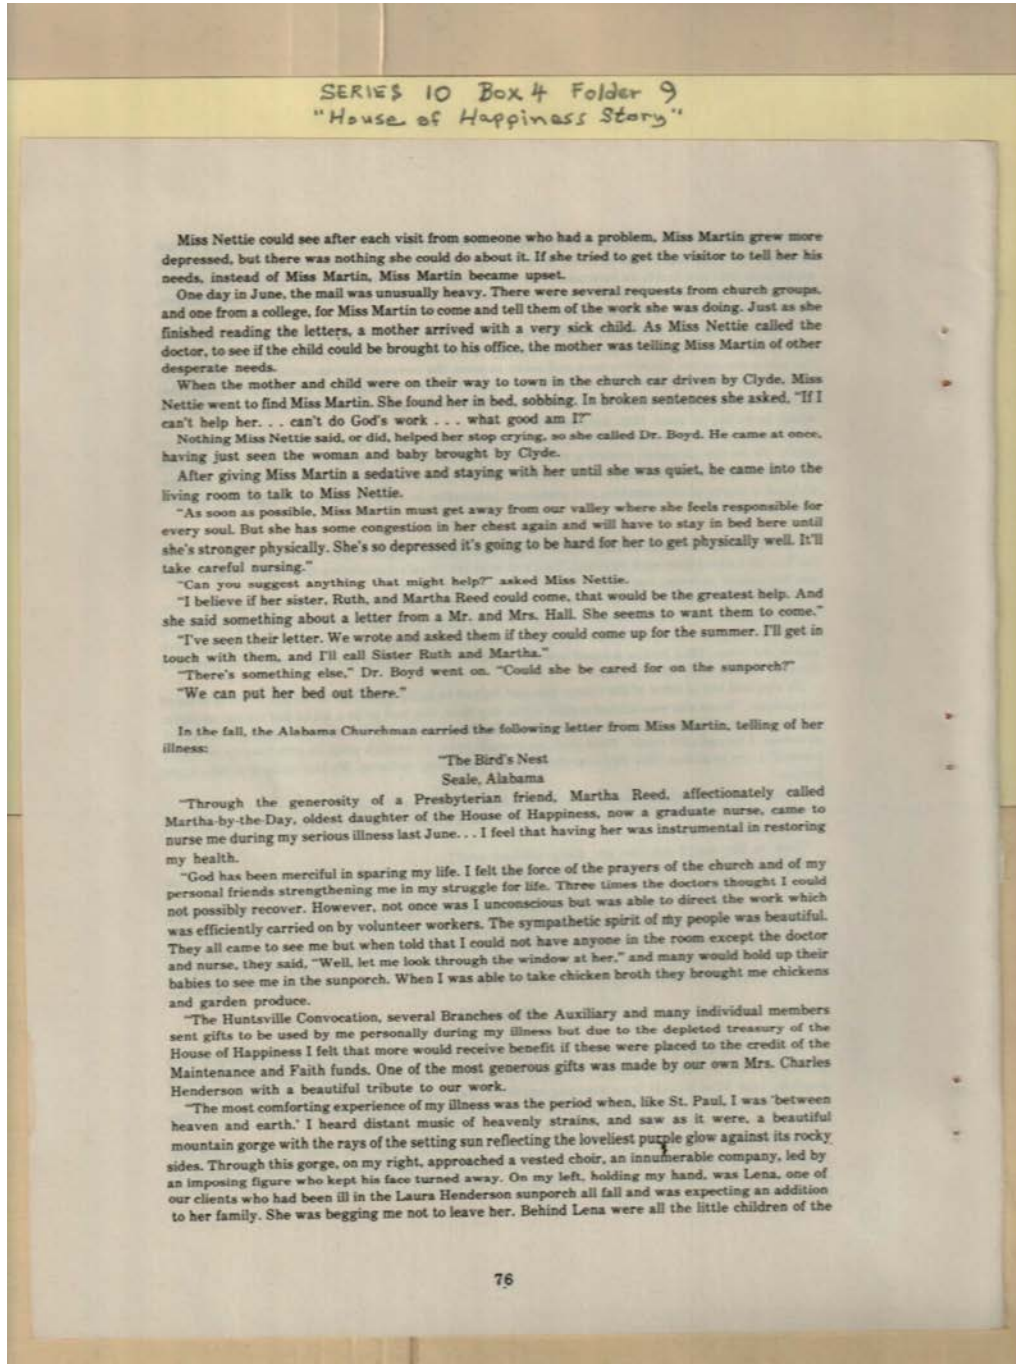 SERIES 10 Box 4 Folder 9
"House of Happiness Story"
Miss Nettie could see after each visit from someone who had a problem, Miss Martin grew more
depressed, but there was nothing she could do about it. If she tried to get the visitor to tell her his
needs, instead of Miss Martin, Miss Martin became upset.
One day in June, the mail was unusually heavy. There were several requests from church groups,
and one from a college, for Miss Martin to come and tell them of the work she was doing. Just as she
finished reading the letters, a mother arrived with a very sick child. As Miss Nettie called the
doctor, to see if the child could be brought to his office, the mother was telling Miss Martin of other
desperate needs.
When the mother and child were on their way to town in the church car driven by Clyde, Miss
Nettie went to find Miss Martin. She found her in bed, sobbing. In broken sentences she asked, "If I
can't help her. . . can't do God's work . . . what good am I?"
Nothing Miss Nettie said, or did, helped her stop crying, so she called Dr. Boyd. He came at once,
having just seen the woman and baby brought by Clyde.
After giving Miss Martin a sedative and staying with her until she was quiet, he came into the
living room to talk to Miss Nettie.
"As soon as possible, Miss Martin must get away from our valley where she feels responsible for
every soul. But she has some congestion in her chest again and will have to stay in bed here until
she's stronger physically. She's so depressed it's going to be hard for her to get physically well. It'll
take careful nursing."
"Can you suggest anything that might help?" asked Miss Nettie.
"I believe if her sister, Ruth, and Martha Reed could come, that would be the greatest help. And
she said something about a letter from a Mr. and Mrs. Hall. She seems to want them to come."
"I've seen their letter. We wrote and asked them if they could come up for the summer. I'll get in
touch with them, and I'll call Sister Ruth and Martha."
"There's something else," Dr. Boyd went on. "Could she be cared for on the sunporch?"
"We can put her bed out there."
In the fall, the Alabama Churchman carried the following letter from Miss Martin, telling of her
illness:
"The Bird's Nest
Seale, Alabama
"Through the generosity of a Presbyterian friend, Martha Reed, affectionately called
Martha-by-the-Day, oldest daughter of the House of Happiness, now a graduate nurse, came to
nurse me during my serious illness last June. . . I feel that having her was instrumental in restoring
my health.
"God has been merciful in sparing my life. I felt the force of the prayers of the church and of my
personal friends strengthening me in my struggle for life. Three times the doctors thought I could
not possibly recover. However, not once was I unconscious but was able to direct the work which
was efficiently carried on by volunteer workers. The sympathetic spirit of my people was beautiful.
They all came to see me but when told that I could not have anyone in the room except the doctor
and nurse, they said, "Well, let me look through the window at her," and many would hold up their
babies to see me in the sunporch. When I was able to take chicken broth they brought me chickens
and garden produce.
"The Huntsville Convocation, several Branches of the Auxiliary and many individual members
sent gifts to be used by me personally during my illness but due to the depleted treasury of the
House of Happiness I felt that more would receive benefit if these were placed to the credit of the
Maintenance and Faith funds. One of the most generous gifts was made by our own Mrs. Charles
Henderson with a beautiful tribute to our work.
"The most comforting experience of my illness was the period when, like St. Paul, I was 'between
heaven and earth.' I heard distant music of heavenly strains, and saw as it were, a beautiful
mountain gorge with the rays of the setting sun reflecting the loveliest purple glow against its rocky
sides. Through this gorge, on my right, approached a vested choir, an innumerable company, led by
an imposing figure who kept his face turned away. On my left, holding my hand, was Lena, one of
our clients who had been ill in the Laura Henderson sunporch all fall and was expecting an addition
to her family. She was begging me not to leave her. Behind Lena were all the little children of the
76